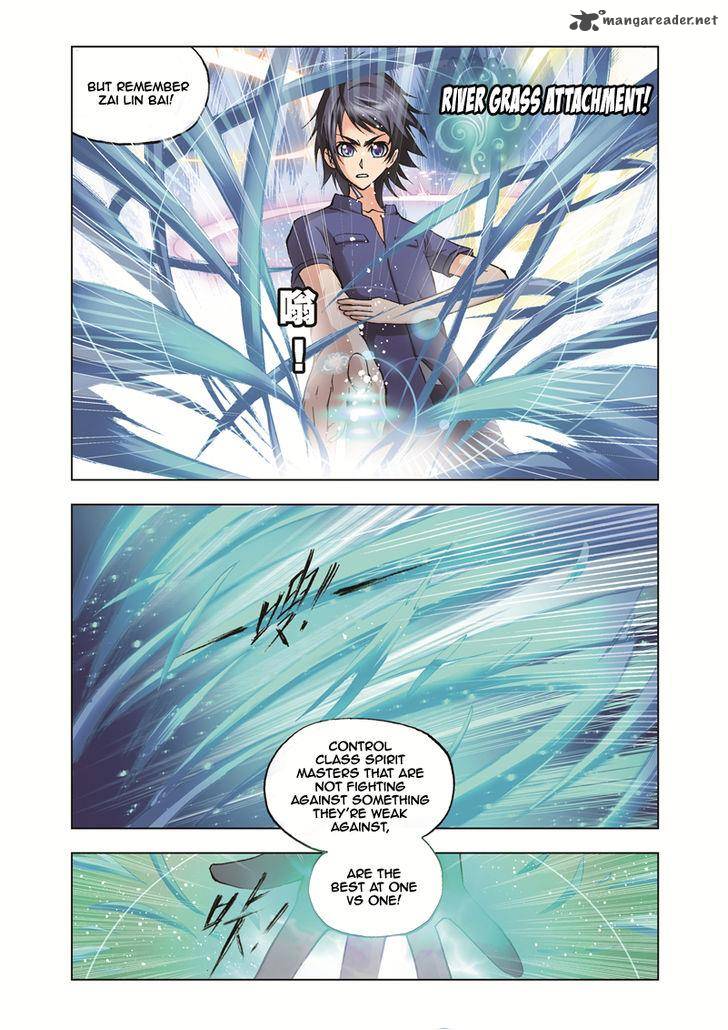 mangareader.net
BUT REMEMBER
ZAI LIN BAI!
RIVER GRASS ATTACHMENT!
嗡
!
CONTROL
CLASS SPIRIT
MASTERS THAT ARE
NOT FIGHTING
AGAINST SOMETHING
THEY'RE WEAK
AGAINST,
ARE THE
BEST AT ONE
VS ONE!